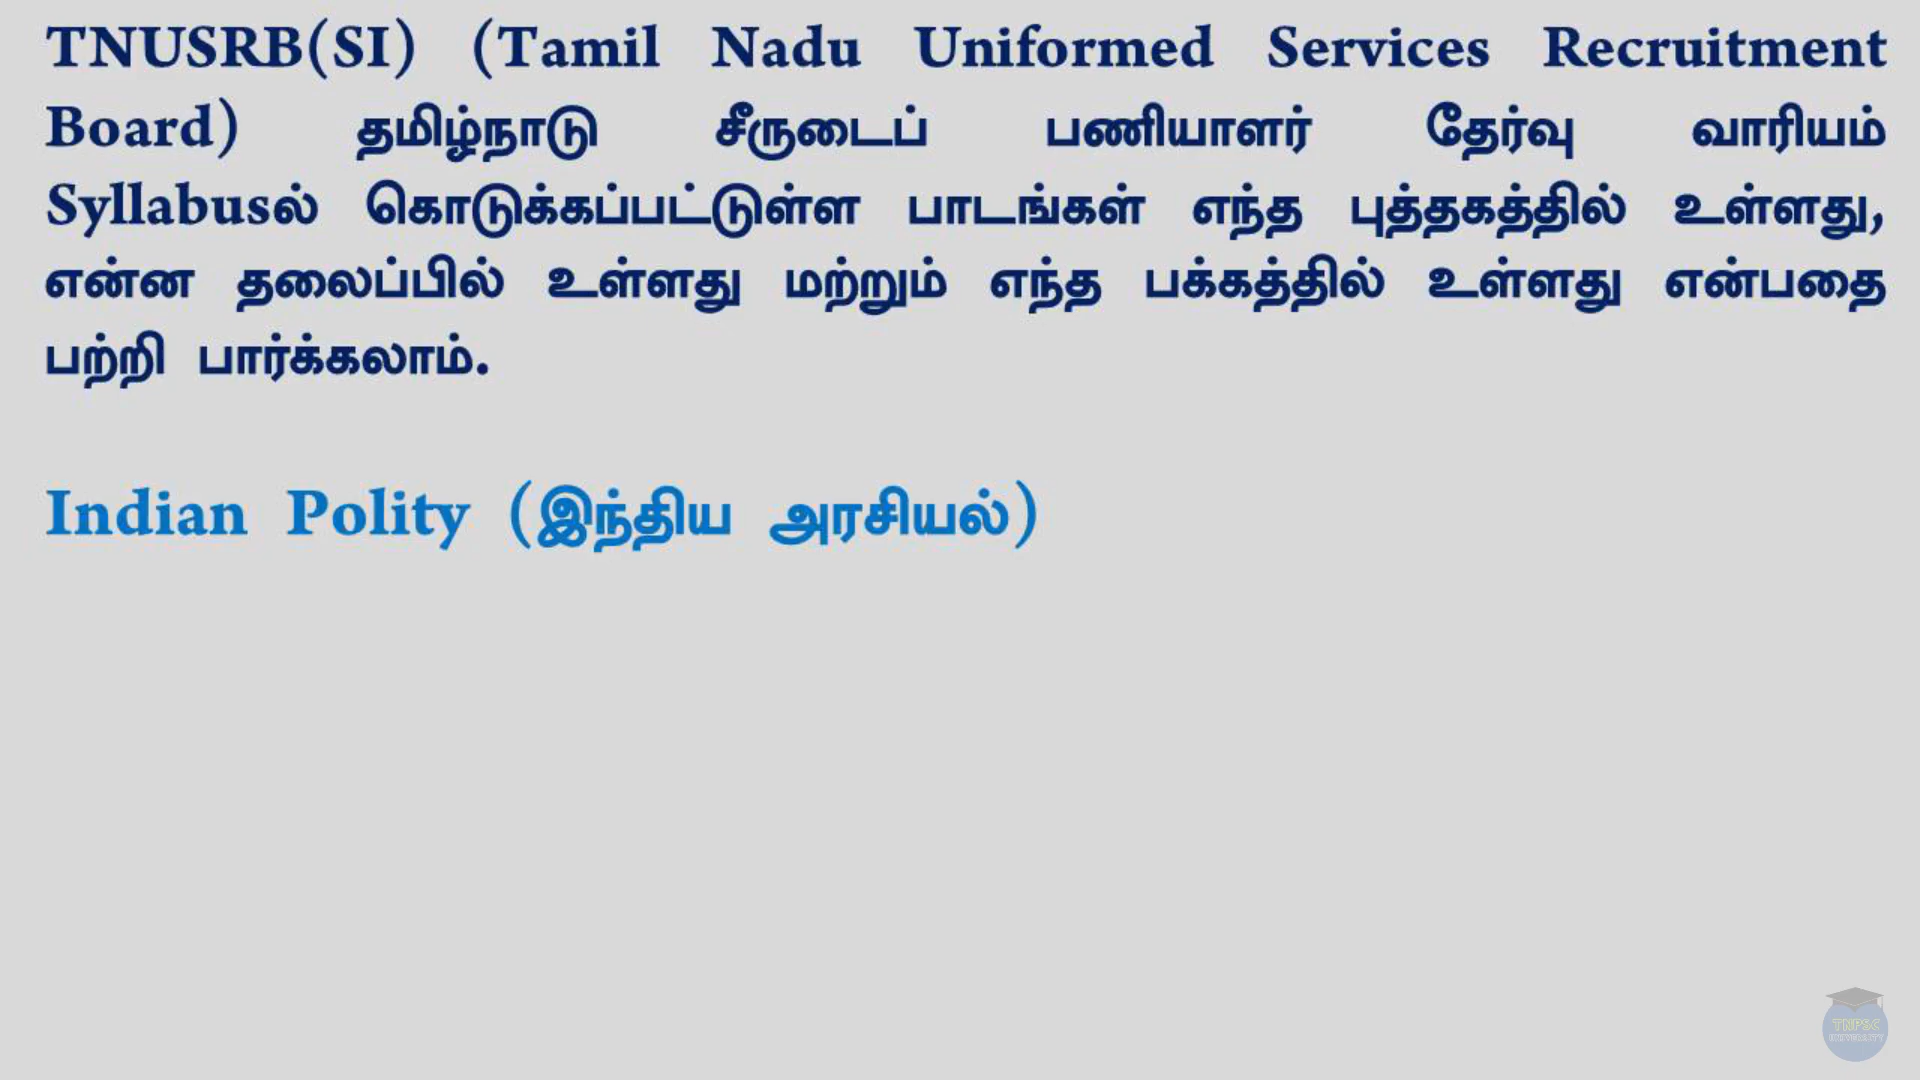 TNUSRB(SI) (Tamil Nadu Uniformed Services Recruitment
Board) தமிழ்நாடு சீருடைப் பணியாளர் தேர்வு வாரியம்
Syllabusல் கொடுக்கப்பட்டுள்ள பாடங்கள் எந்த புத்தகத்தில் உள்ளது,
என்ன தலைப்பில் உள்ளது மற்றும் எந்த பக்கத்தில் உள்ளது என்பதை
பற்றி பார்க்கலாம்.
Indian Polity (இந்திய அரசியல்)
TNPSC